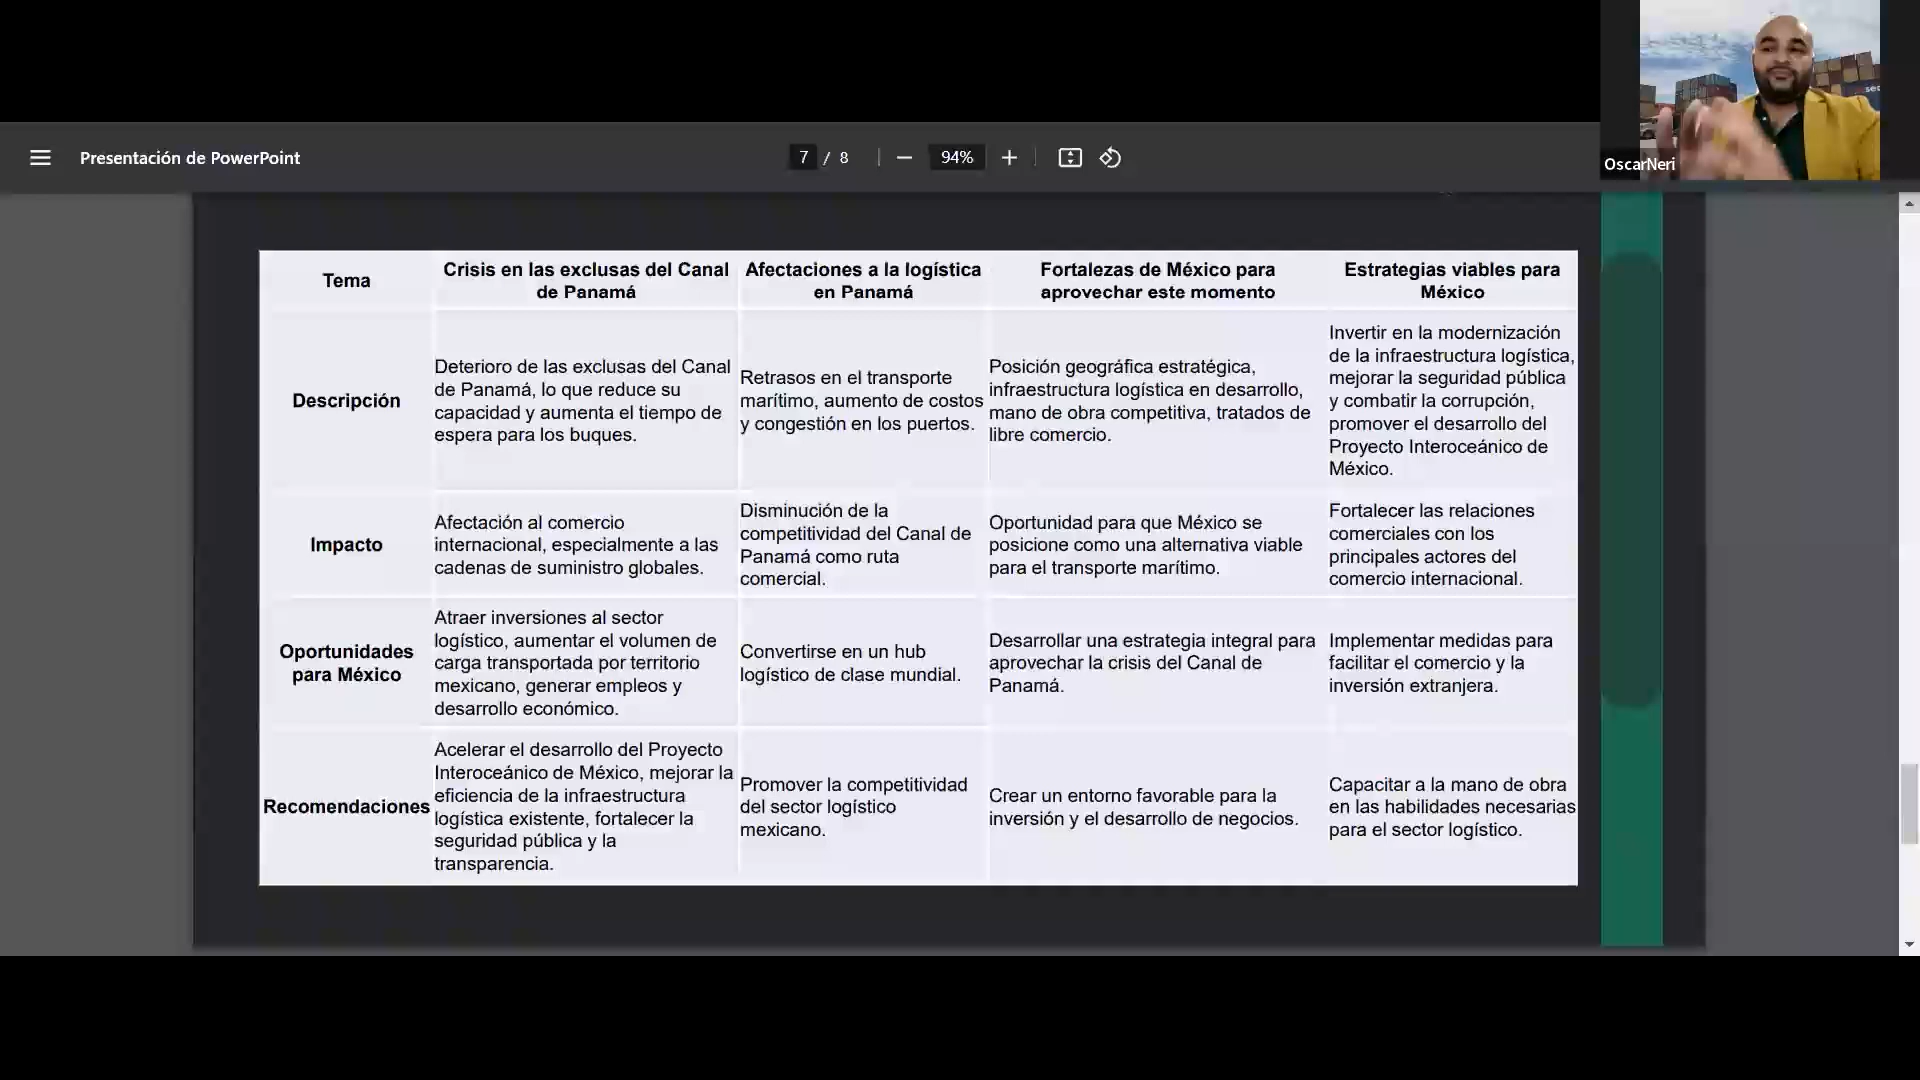 Presentación de PowerPoint
7 / 8
94%
OscarNeri
Tema
Crisis en las exclusas del Canal
de Panamá
Afectaciones a la logística
en Panamá
Fortalezas de México para
aprovechar este momento
Estrategias viables para
México
Descripción
Deterioro de las exclusas del Canal
de Panamá, lo que reduce su
capacidad y aumenta el tiempo de
espera para los buques.
Retrasos en el transporte
marítimo, aumento de costos
y congestión en los puertos.
Posición geográfica estratégica,
infraestructura logística en desarrollo,
mano de obra competitiva, tratados de
libre comercio.
Invertir en la modernización
de la infraestructura logística,
mejorar la seguridad pública
y combatir la corrupción,
promover el desarrollo del
Proyecto Interoceánico de
México.
Impacto
Afectación al comercio
internacional, especialmente a las
cadenas de suministro globales.
Disminución de la
competitividad del Canal de
Panamá como ruta
comercial.
Oportunidad para que México se
posicione como una alternativa viable
para el transporte marítimo.
Fortalecer las relaciones
comerciales con los
principales actores del
comercio internacional.
Oportunidades
para México
Atraer inversiones al sector
logístico, aumentar el volumen de
carga transportada por territorio
mexicano, generar empleos y
desarrollo económico.
Convertirse en un hub
logístico de clase mundial.
Desarrollar una estrategia integral para
aprovechar la crisis del Canal de
Panamá.
Implementar medidas para
facilitar el comercio y la
inversión extranjera.
Recomendaciones
Acelerar el desarrollo del Proyecto
Interoceánico de México, mejorar la
eficiencia de la infraestructura
logística existente, fortalecer la
seguridad pública y la
transparencia.
Promover la competitividad
del sector logístico
mexicano.
Crear un entorno favorable para la
inversión y el desarrollo de negocios.
Capacitar a la mano de obra
en las habilidades necesarias
para el sector logístico.